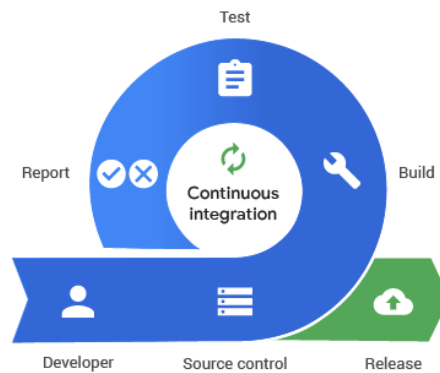 Test
Report
Build
Continuous
integration
Developer
Source control
Release